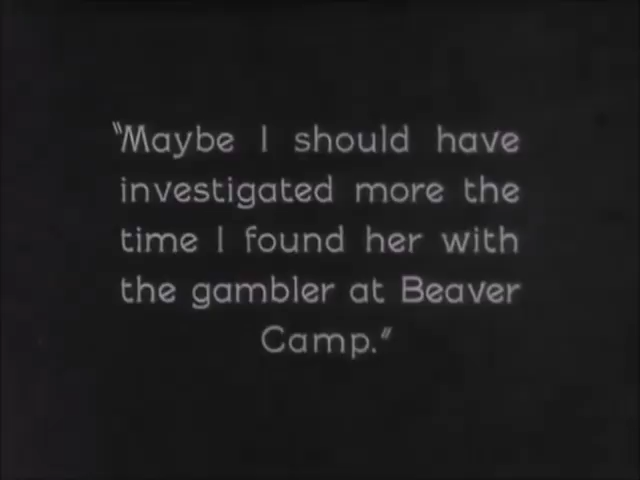 "Maybe I should have
investigated more the
time I found her with
the gambler at Beaver
Camp."